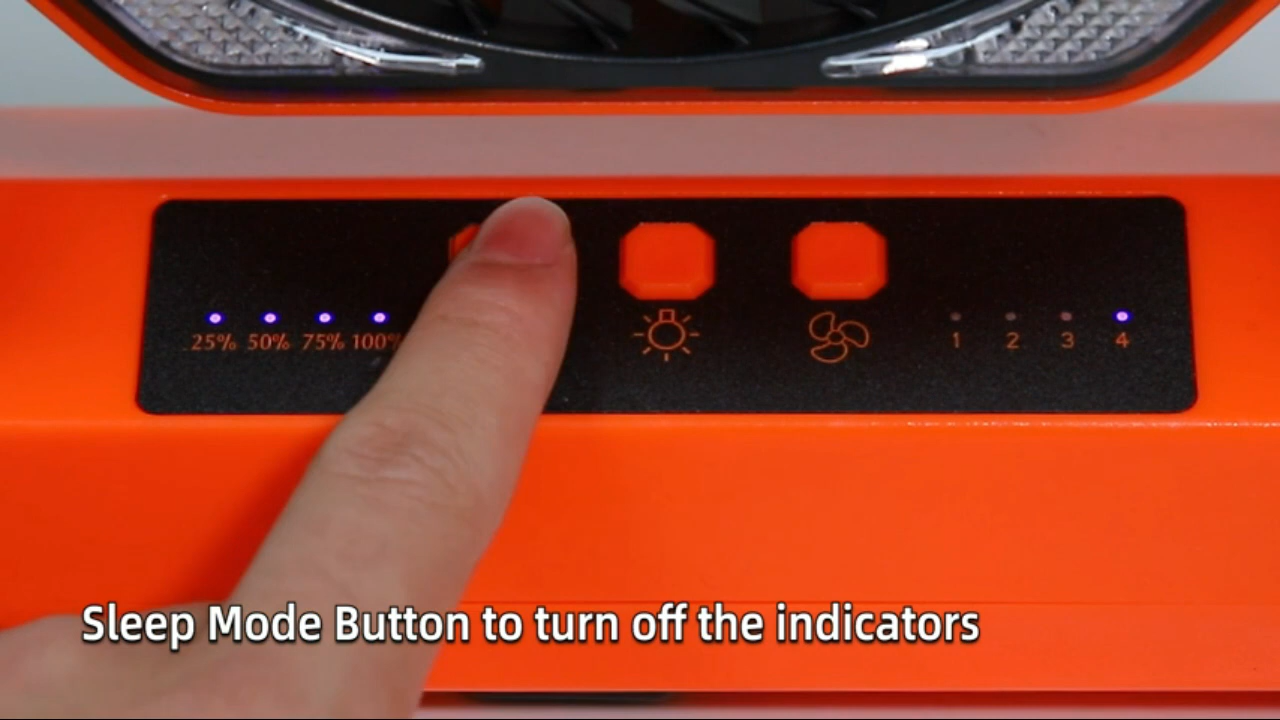 25% 50% 75% 100%
1 2 3 4
Sleep Mode Button to turn off the indicators